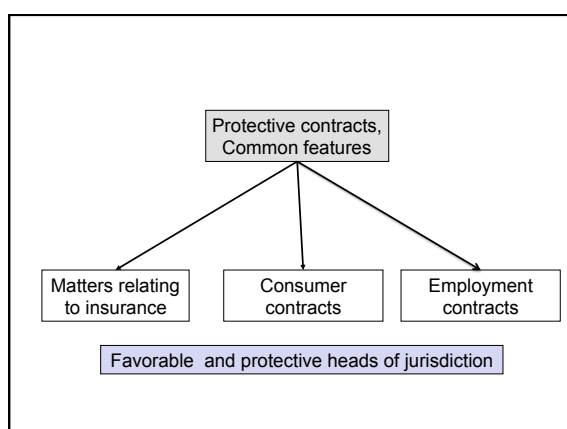 Protective contracts,
Common features
Matters relating
to insurance
Consumer
contracts
Employment
contracts
Favorable  and protective heads of jurisdiction